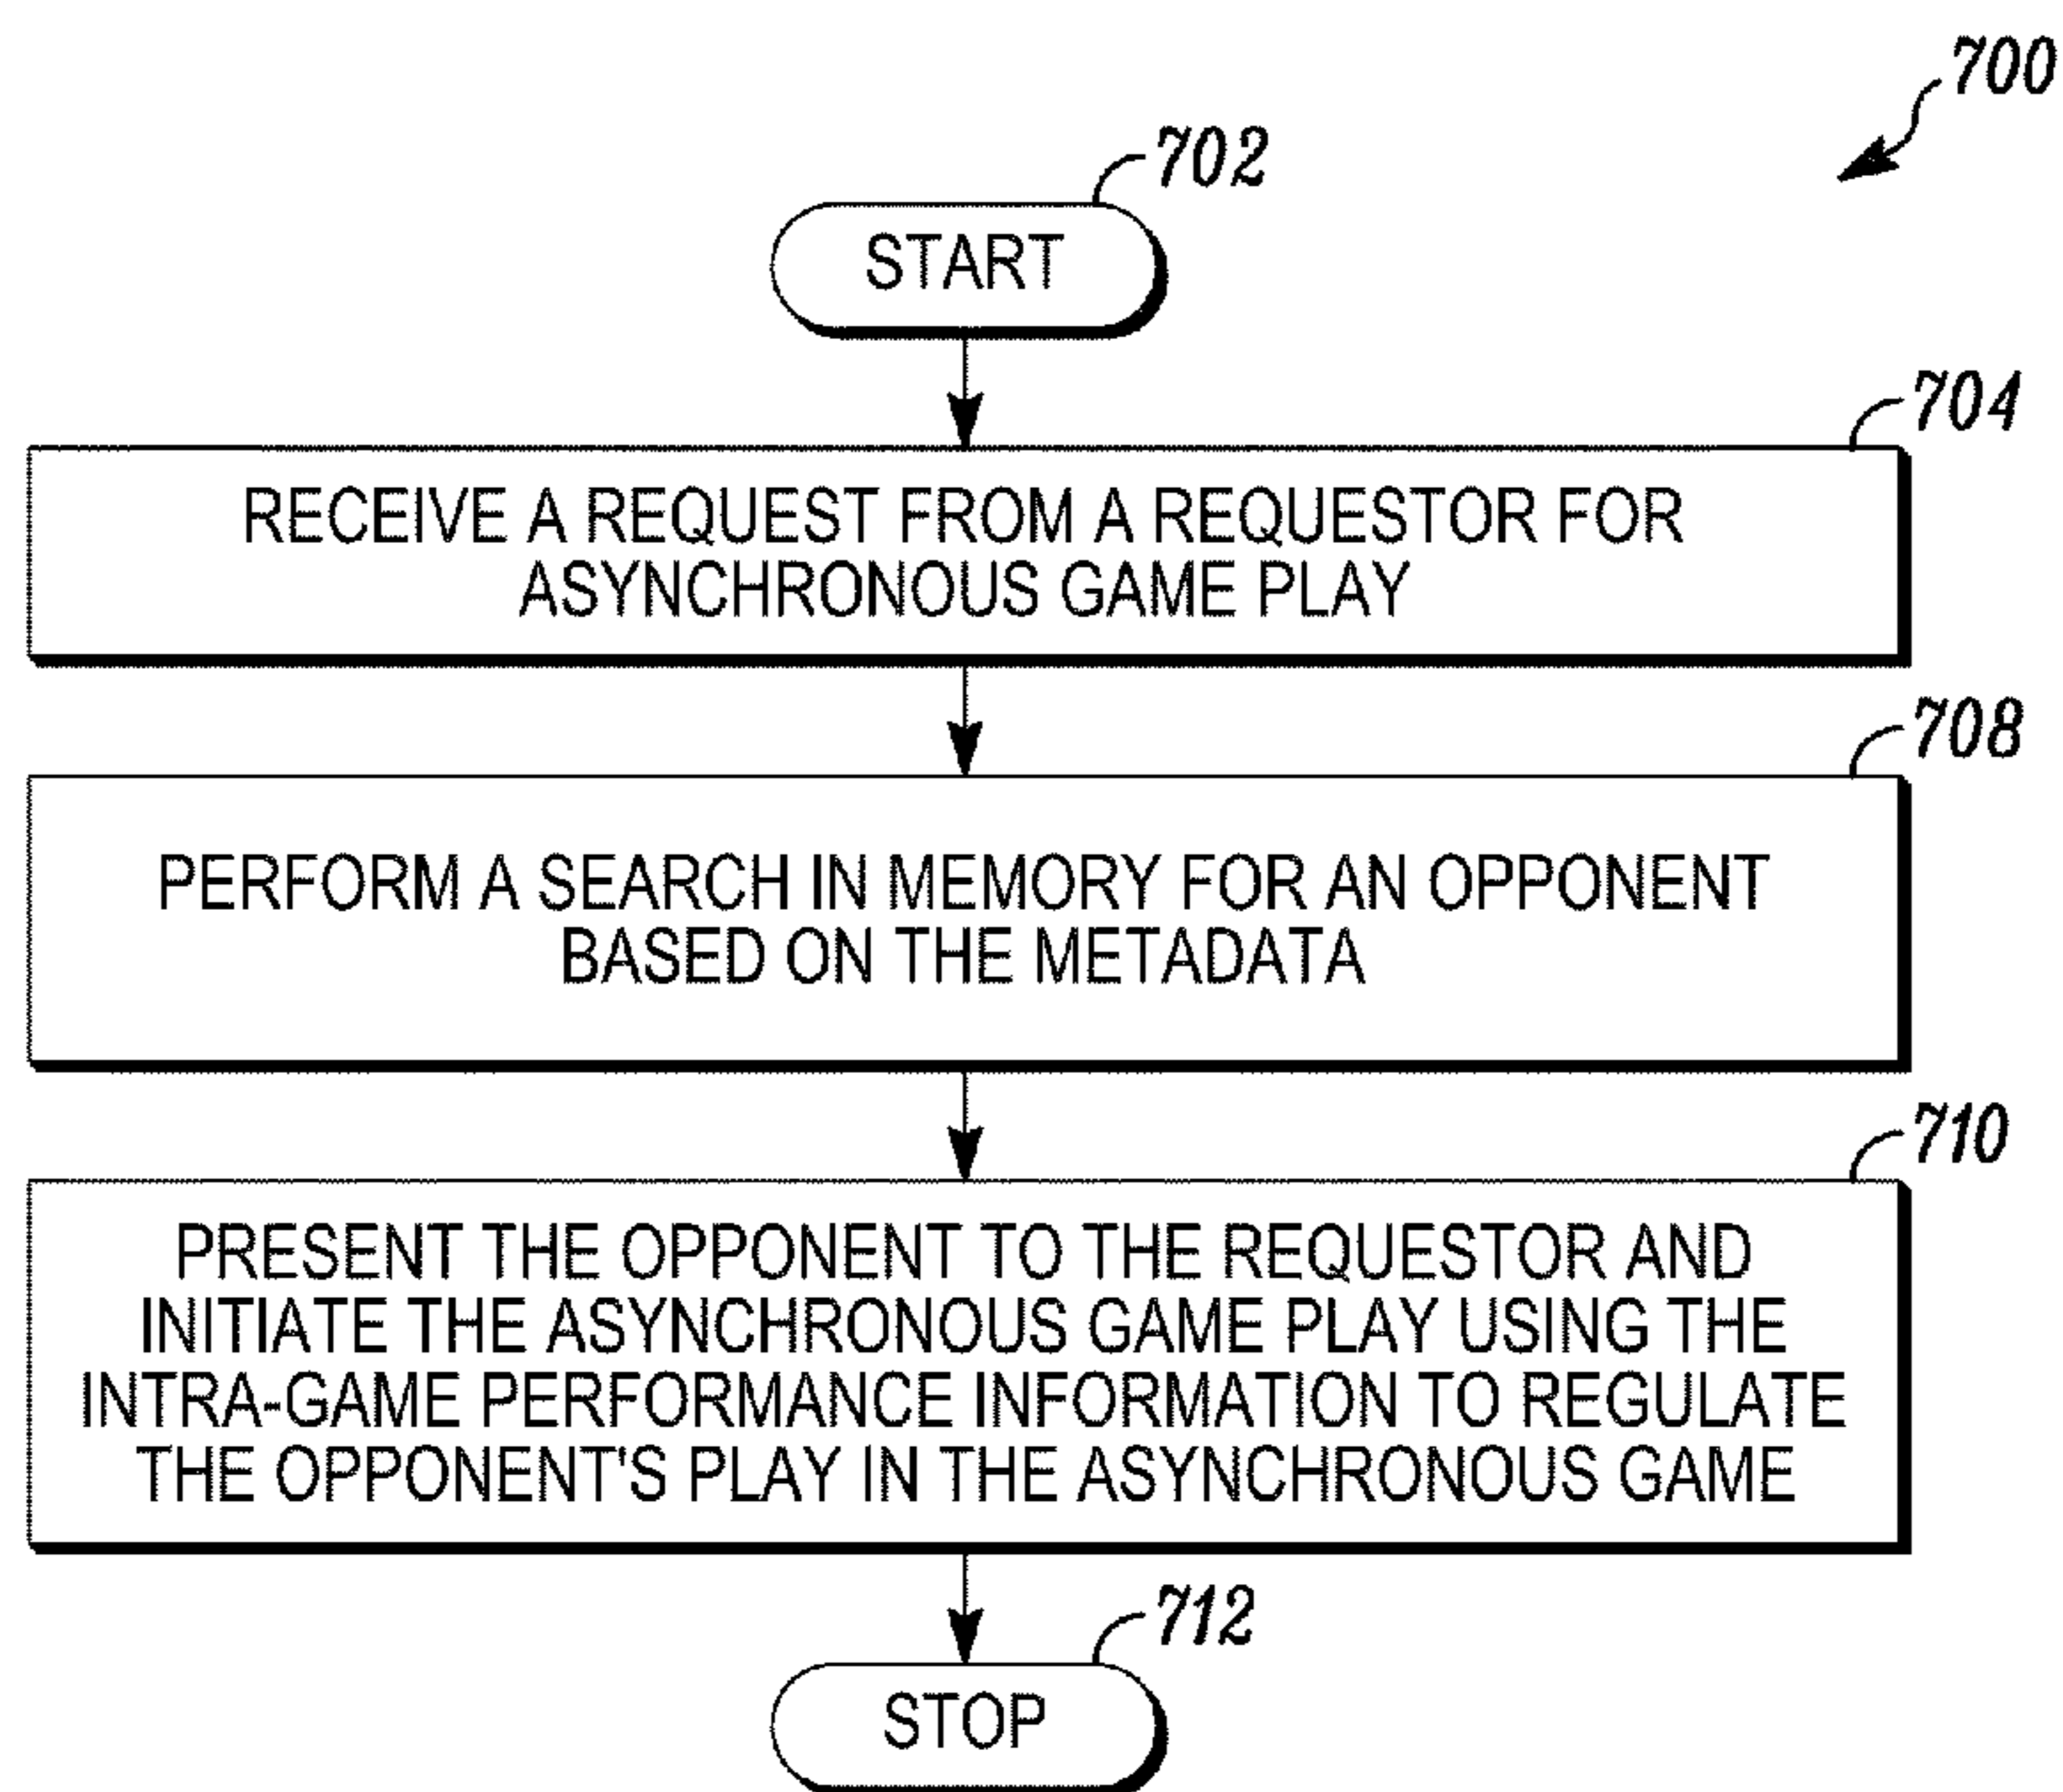 700
702
START
704
RECEIVE A REQUEST FROM A REQUESTOR FOR
ASYNCHRONOUS GAME PLAY
708
PERFORM A SEARCH IN MEMORY FOR AN OPPONENT
BASED ON THE METADATA
710
PRESENT THE OPPONENT TO THE REQUESTOR AND
INITIATE THE ASYNCHRONOUS GAME PLAY USING THE
INTRA-GAME PERFORMANCE INFORMATION TO REGULATE
THE OPPONENT'S PLAY IN THE ASYNCHRONOUS GAME
712
STOP